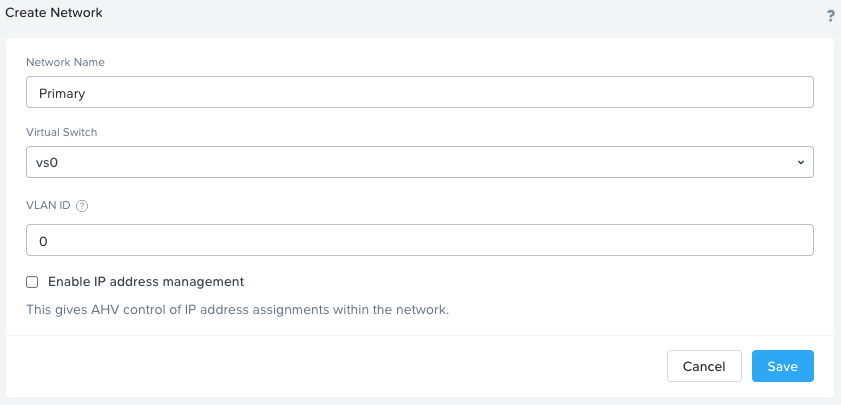 Create Network
?
Network Name
Primary
Virtual Switch
vs0
VLAN ID ?
0
Enable IP address management
This gives AHV control of IP address assignments within the network.
Cancel Save